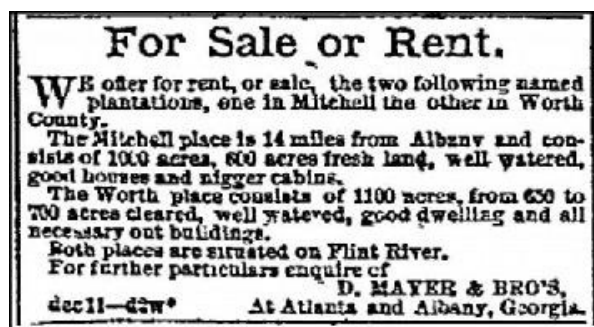 For Sale or Rent.
WE offer for rent, or sale, the two following named
plantations, one in Mitchell the other in Worth
County.
The Mitchell place is 14 miles from Albany and con-
sists of 1000 acres, 600 acres fresh land, well watered,
good houses and nigger cabins.
The Worth place consists of 1100 acres, from 650 to
700 acres cleared, well watered, good dwelling and all
necessary out buildings.
Both places are situated on Flint River.
For further particulars enquire of
D. MAYER & BRO'S,
dec11—d2w* At Atlanta and Albany, Georgia.